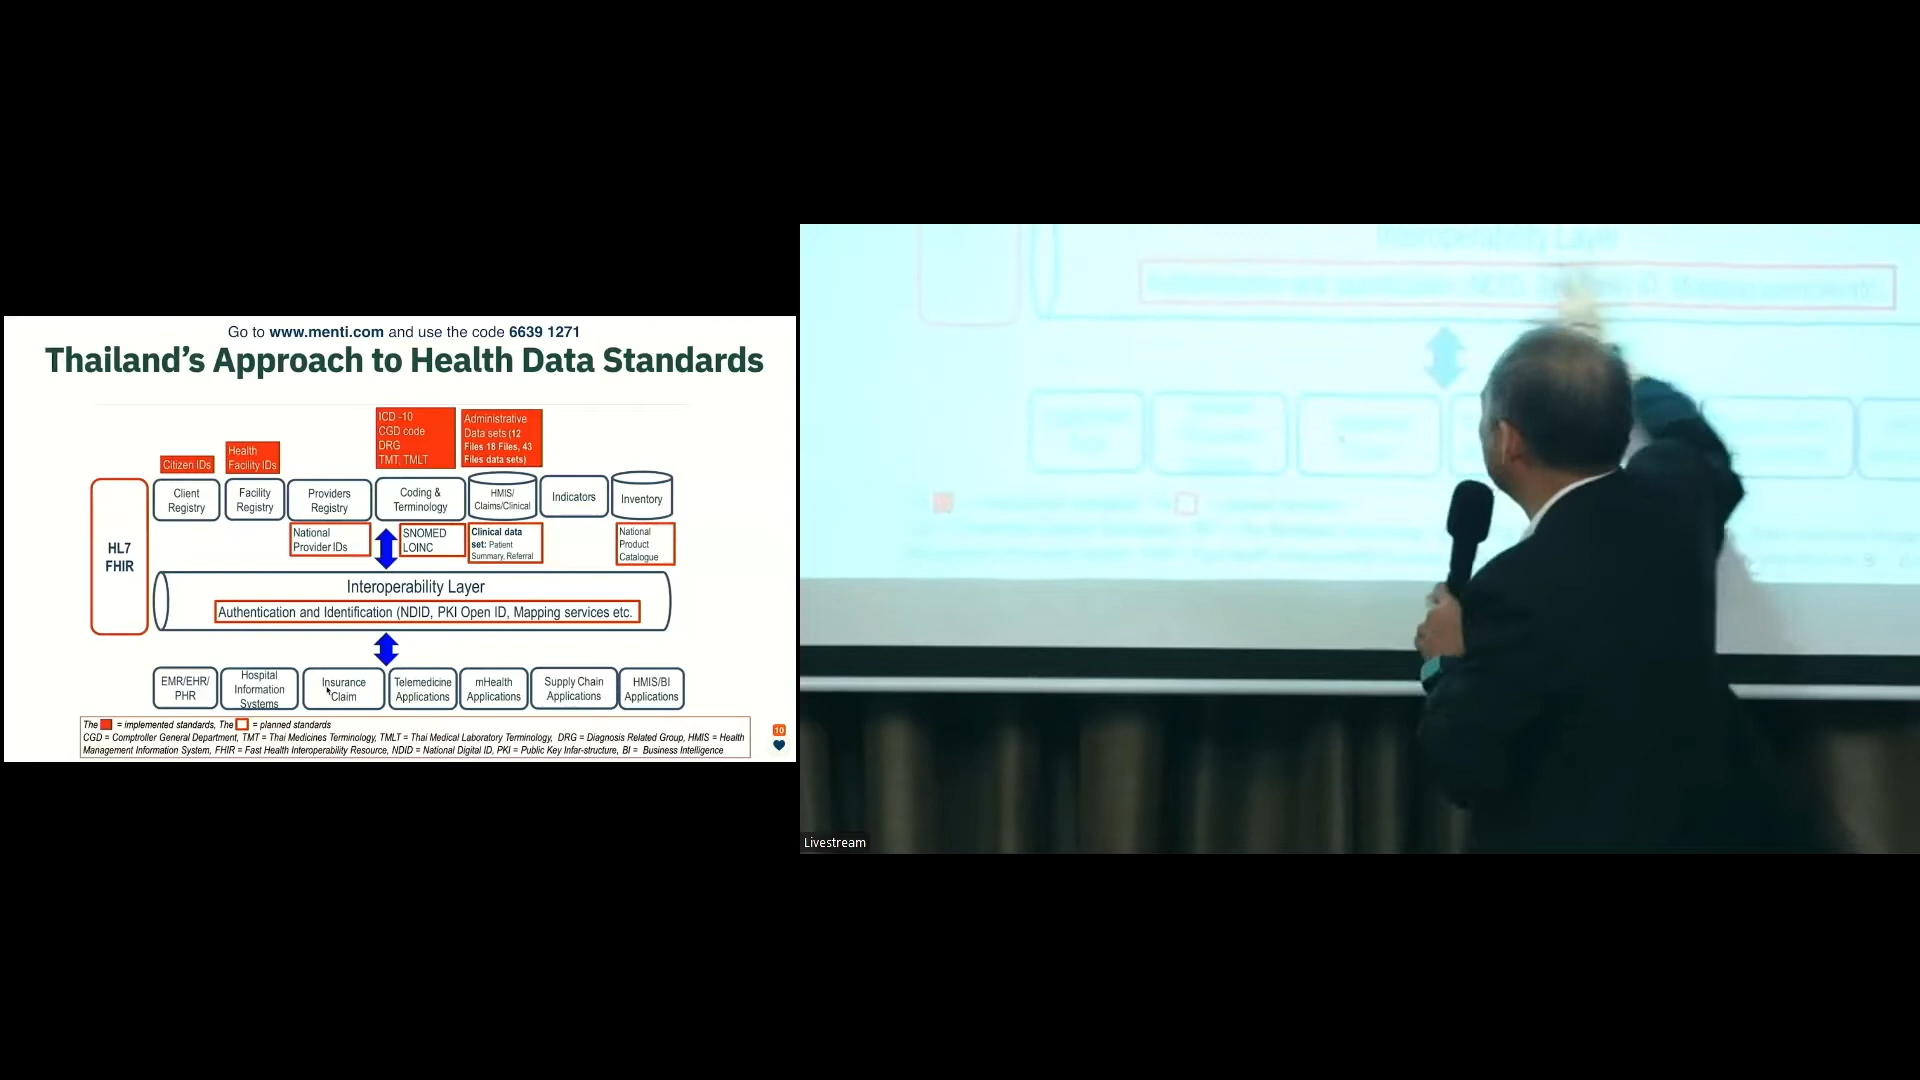 Go to www.menti.com and use the code 6639 1271
Thailand’s Approach to Health Data Standards
ICD -10
CGD code
DRG
TMT, TMLT
Administrative
Data sets (12
Files 18 Files, 43
Files data sets)
Citizen IDs
Health
Facility IDs
HL7
FHIR
Client
Registry
Facility
Registry
Providers
Registry
Coding &
Terminology
HMIS/
Claims/Clinical
Indicators
Inventory
National
Provider IDs
SNOMED
LOINC
Clinical data
set: Patient
Summary, Referral
National
Product
Catalogue
Interoperability Layer
Authentication and Identification (NDID, PKI Open ID, Mapping services etc.
EMR/EHR/
PHR
Hospital
Information
Systems
Insurance
Claim
Telemedicine
Applications
mHealth
Applications
Supply Chain
Applications
HMIS/BI
Applications
The = implemented standards, The = planned standards
CGD = Comptroller General Department, TMT = Thai Medicines Terminology, TMLT = Thai Medical Laboratory Terminology, DRG = Diagnosis Related Group, HMIS = Health
Management Information System, FHIR = Fast Health Interoperability Resource, NDID = National Digital ID, PKI = Public Key Infar-structure, BI = Business Intelligence
10
Interoperability Layer
Livestream